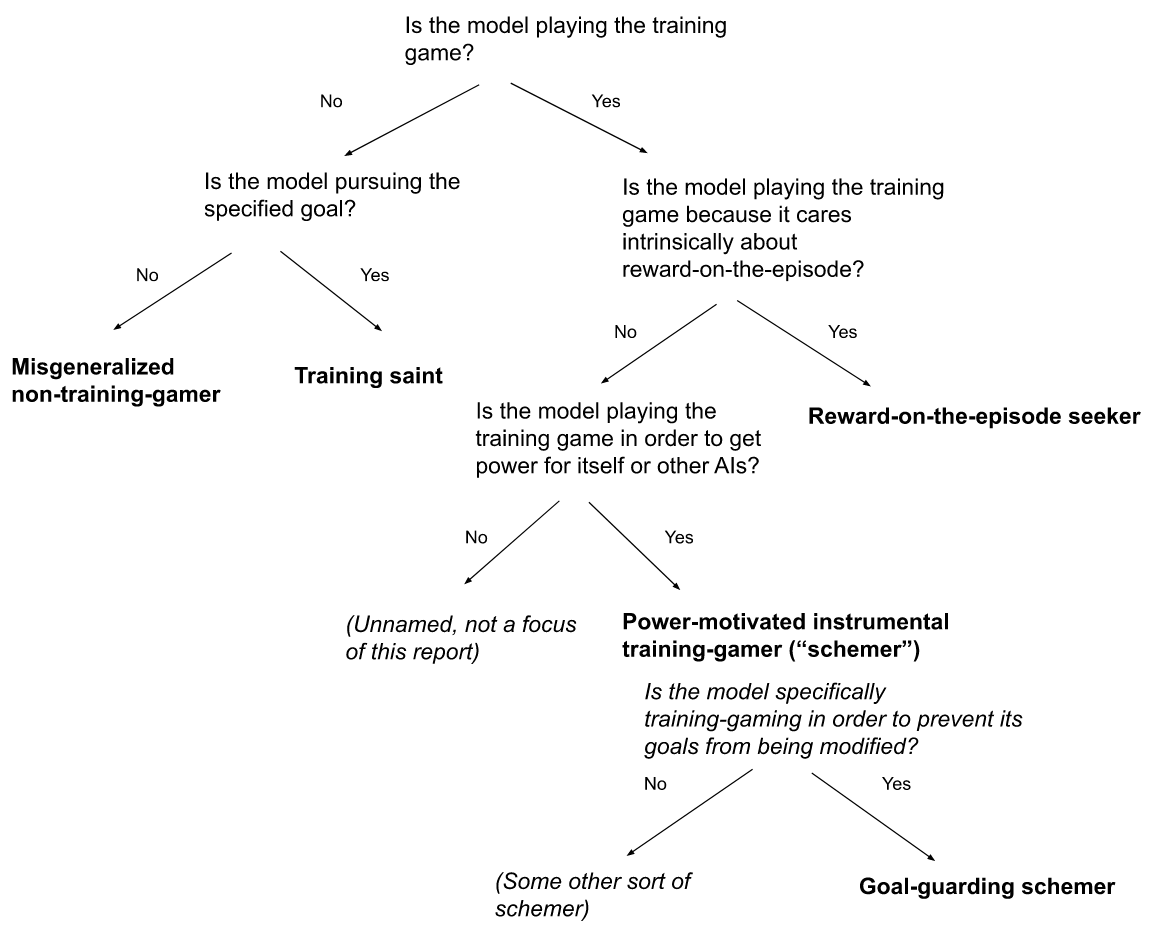 Is the model playing the training
game?
No
Yes
Is the model pursuing the
specified goal?
Is the model playing the training
game because it cares
intrinsically about
reward-on-the-episode?
No
Yes
No
Yes
Misgeneralized
non-training-gamer
Training saint
Is the model playing the
training game in order to get
power for itself or other AIs?
Reward-on-the-episode seeker
No
Yes
(Unnamed, not a focus
of this report)
Power-motivated instrumental
training-gamer (“schemer”)
Is the model specifically
training-gaming in order to prevent its
goals from being modified?
No
Yes
(Some other sort of
schemer)
Goal-guarding schemer